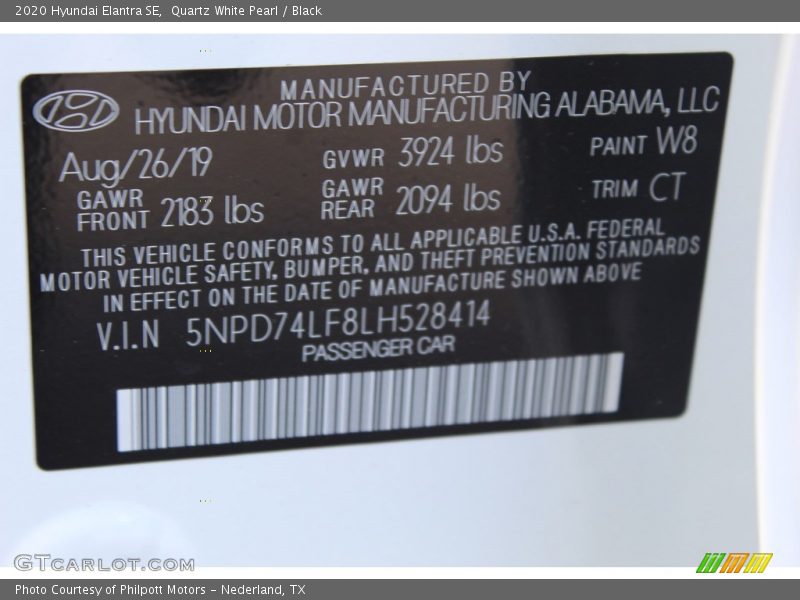 2020 Hyundai Elantra SE,  Quartz White Pearl / Black
MANUFACTURED BY
HYUNDAI MOTOR MANUFACTURING ALABAMA, LLC
Aug/26/19 GVWR 3924 lbs PAINT W8
GAWR FRONT 2183 lbs GAWR REAR 2094 lbs TRIM CT
THIS VEHICLE CONFORMS TO ALL APPLICABLE U.S.A. FEDERAL
MOTOR VEHICLE SAFETY, BUMPER, AND THEFT PREVENTION STANDARDS
IN EFFECT ON THE DATE OF MANUFACTURE SHOWN ABOVE
V.I.N 5NPD74LF8LH528414
PASSENGER CAR
GTCARLOT.COM
Photo Courtesy of Philpott Motors - Nederland, TX